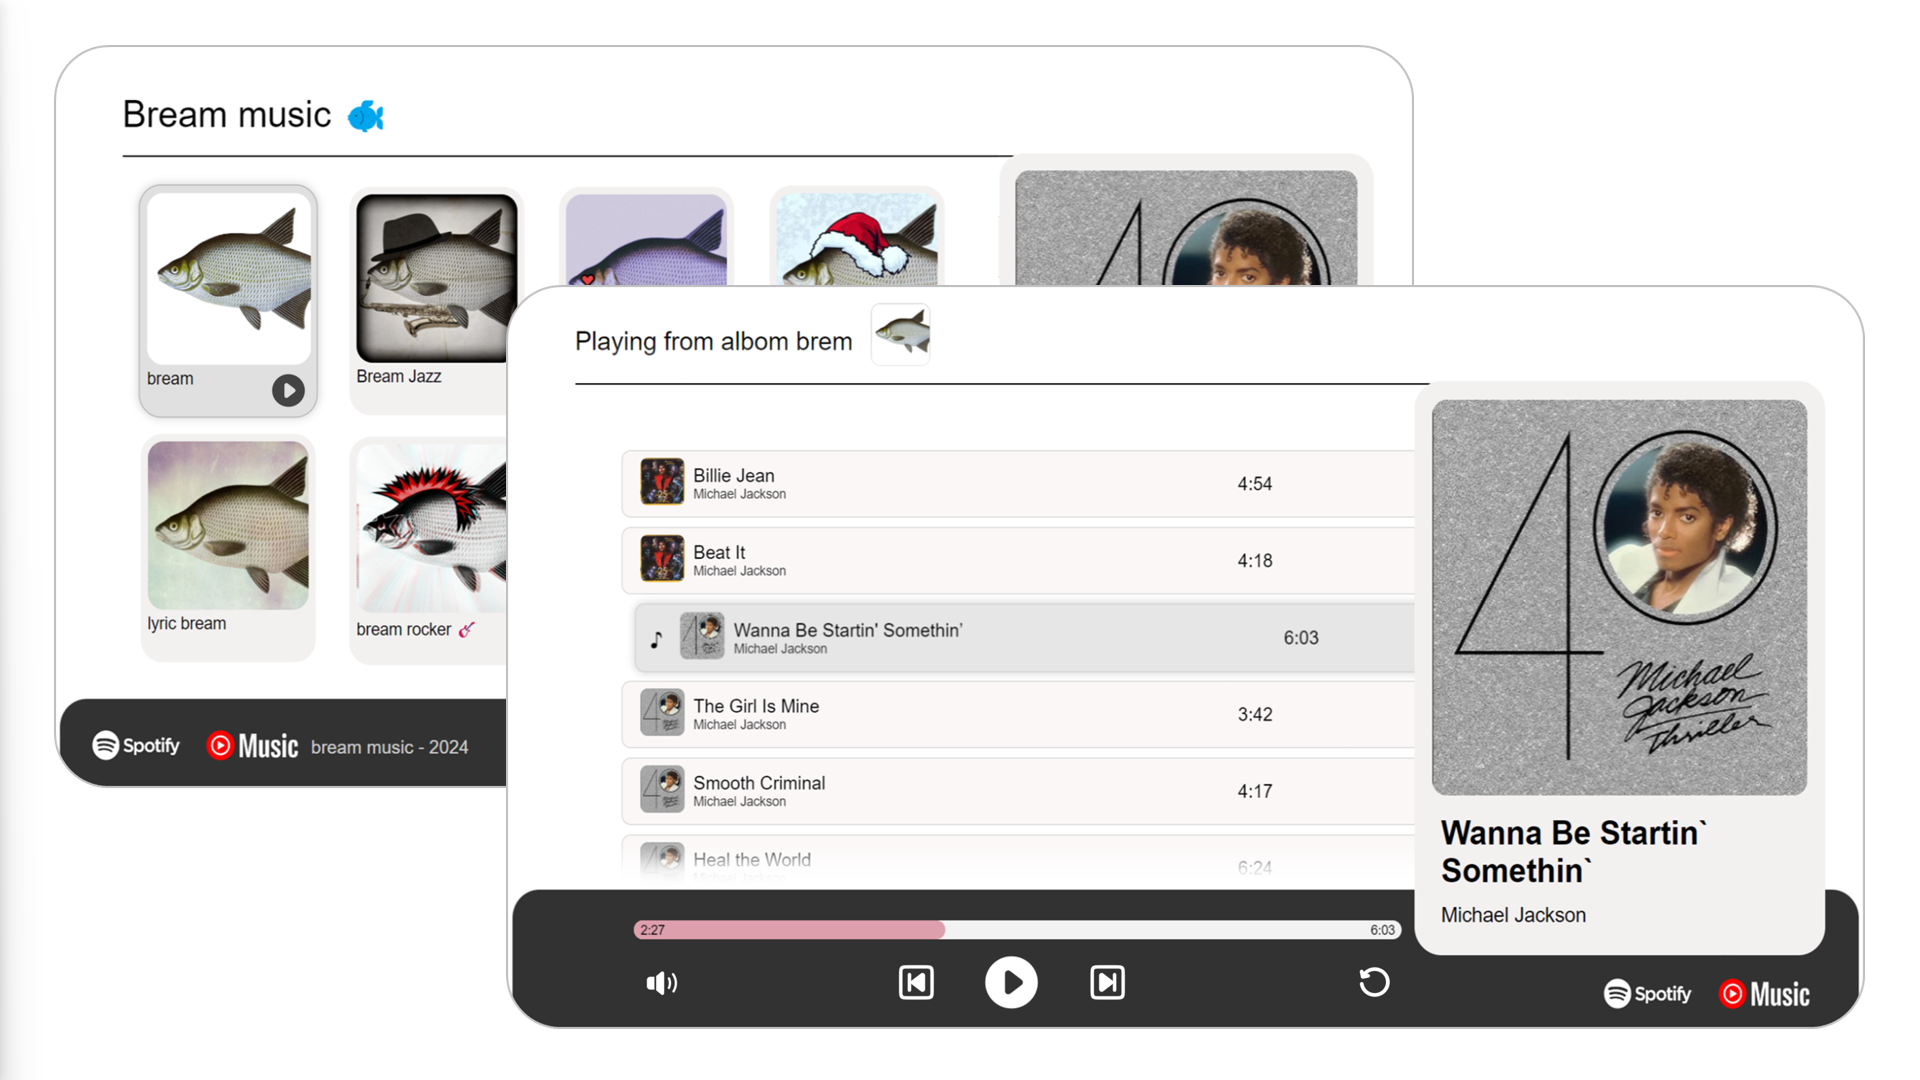 Bream music
bream
Bream Jazz
lyric bream
bream rocker
Spotify
Music
bream music - 2024
Playing from albom brem
Billie Jean
Michael Jackson
4:54
Beat It
Michael Jackson
4:18
Wanna Be Startin' Somethin'
Michael Jackson
6:03
The Girl Is Mine
Michael Jackson
3:42
Smooth Criminal
Michael Jackson
4:17
Heal the World
Michael Jackson
6:24
40
Michael
Jackson
Thriller
Wanna Be Startin`
Somethin`
Michael Jackson
2:27
6:03
Spotify
Music